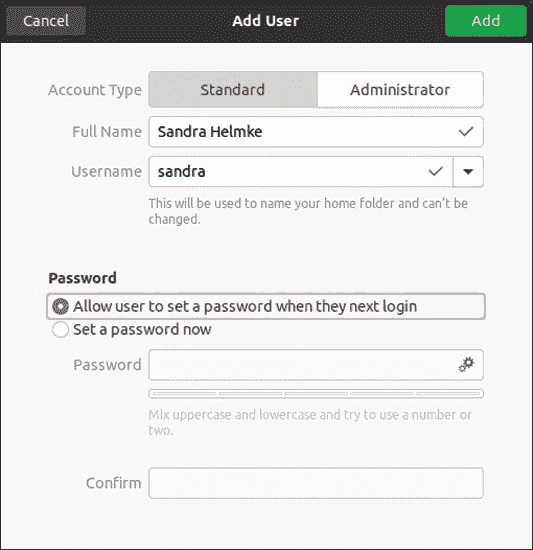 Cancel Add User Add
Account Type Standard Administrator
Full Name Sandra Helmke
Username sandra
This will be used to name your home folder and can't be
changed.
Password
Allow user to set a password when they next login
Set a password now
Password
Mix uppercase and lowercase and try to use a number or
two.
Confirm